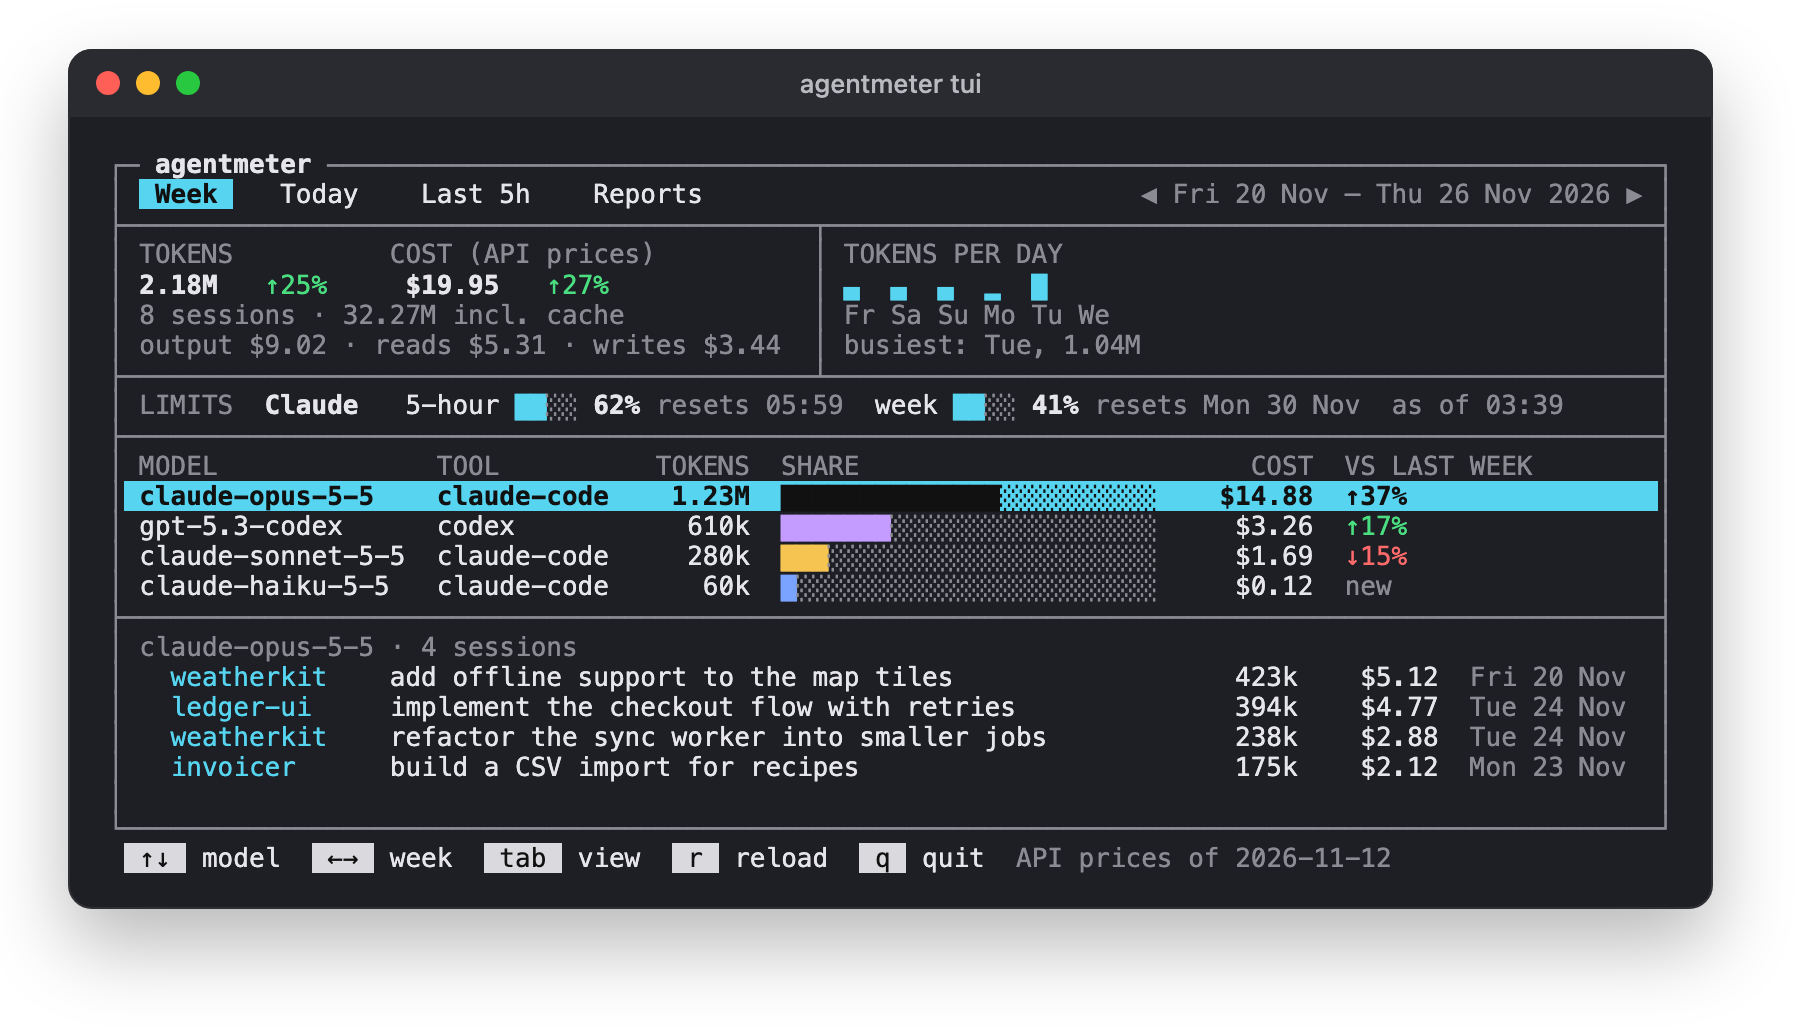 agentmeter tui
agentmeter
Week Today Last 5h Reports ◀ Fri 20 Nov – Thu 26 Nov 2026 ▶
TOKENS COST (API prices)
2.18M ↑25% $19.95 ↑27%
8 sessions · 32.27M incl. cache
output $9.02 · reads $5.31 · writes $3.44
TOKENS PER DAY
Fr Sa Su Mo Tu We
busiest: Tue, 1.04M
LIMITS Claude 5-hour 62% resets 05:59 week 41% resets Mon 30 Nov as of 03:39
MODEL TOOL TOKENS SHARE COST VS LAST WEEK
claude-opus-5-5 claude-code 1.23M $14.88 ↑37%
gpt-5.3-codex codex 610k $3.26 ↑17%
claude-sonnet-5-5 claude-code 280k $1.69 ↓15%
claude-haiku-5-5 claude-code 60k $0.12 new
claude-opus-5-5 · 4 sessions
weatherkit add offline support to the map tiles 423k $5.12 Fri 20 Nov
ledger-ui implement the checkout flow with retries 394k $4.77 Tue 24 Nov
weatherkit refactor the sync worker into smaller jobs 238k $2.88 Tue 24 Nov
invoicer build a CSV import for recipes 175k $2.12 Mon 23 Nov
↑↓ model ←→ week tab view r reload q quit API prices of 2026-11-12